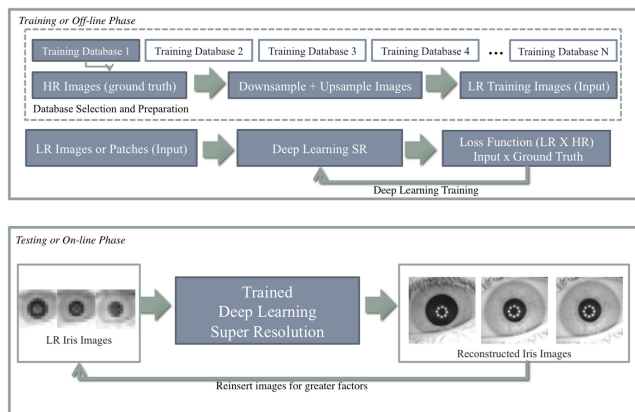 Training or Off-line Phase
Training Database 1
Training Database 2
Training Database 3
Training Database 4
...
Training Database N
HR Images (ground truth)
Downsample + Upsample Images
LR Training Images (Input)
Database Selection and Preparation
LR Images or Patches (Input)
Deep Learning SR
Loss Function (LR X HR)
Input x Ground Truth
Deep Learning Training
Testing or On-line Phase
Trained
Deep Learning
Super Resolution
LR Iris Images
Reconstructed Iris Images
Reinsert images for greater factors